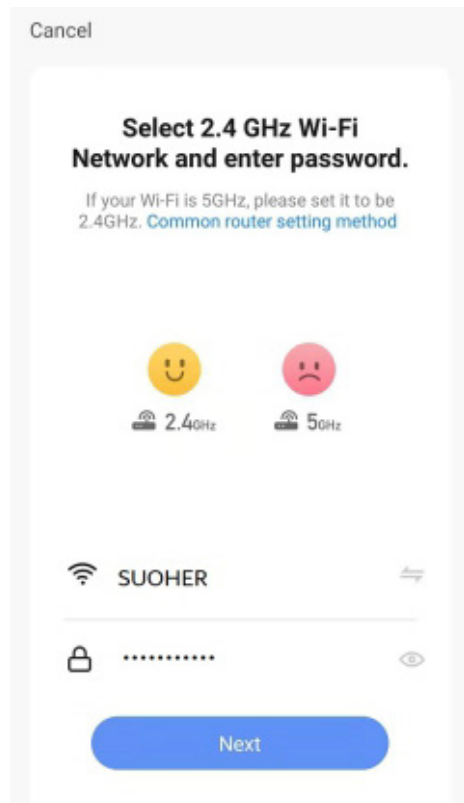 Cancel
Select 2.4 GHz Wi-Fi
Network and enter password.
If your Wi-Fi is 5GHz, please set it to be
2.4GHz. Common router setting method
2.4GHz 5GHz
SUOHER
•••••••••••
Next